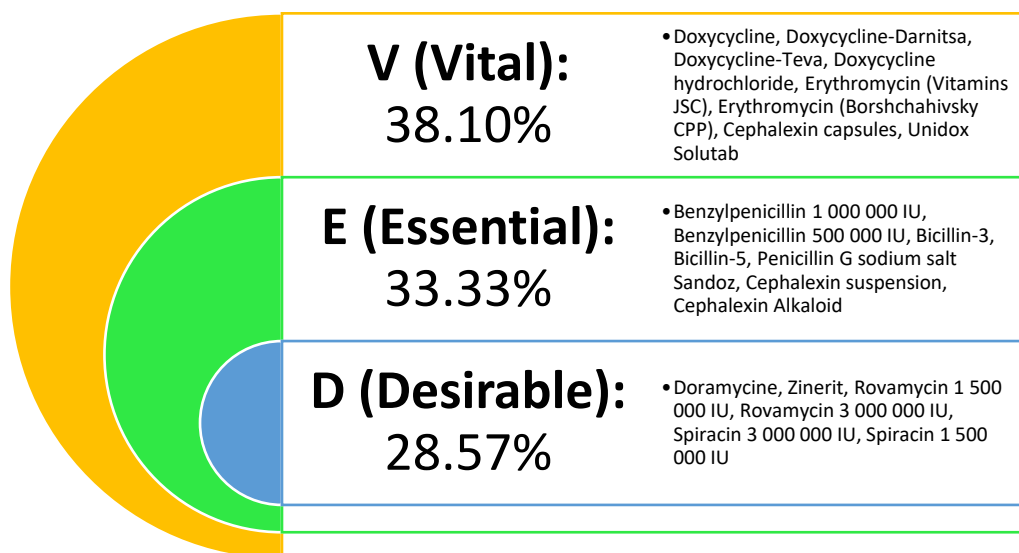 V (Vital):
38.10%
•Doxycycline, Doxycycline-Darnitsa,
Doxycycline-Teva, Doxycycline
hydrochloride, Erythromycin (Vitamins
JSC), Erythromycin (Borshchahivsky
CPP), Cephalexin capsules, Unidox
Solutab
E (Essential):
33.33%
•Benzylpenicillin 1 000 000 IU,
Benzylpenicillin 500 000 IU, Bicillin-3,
Bicillin-5, Penicillin G sodium salt
Sandoz, Cephalexin suspension,
Cephalexin Alkaloid
D (Desirable):
28.57%
•Doramycine, Zinerit, Rovamycin 1 500
000 IU, Rovamycin 3 000 000 IU,
Spiracin 3 000 000 IU, Spiracin 1 500
000 IU